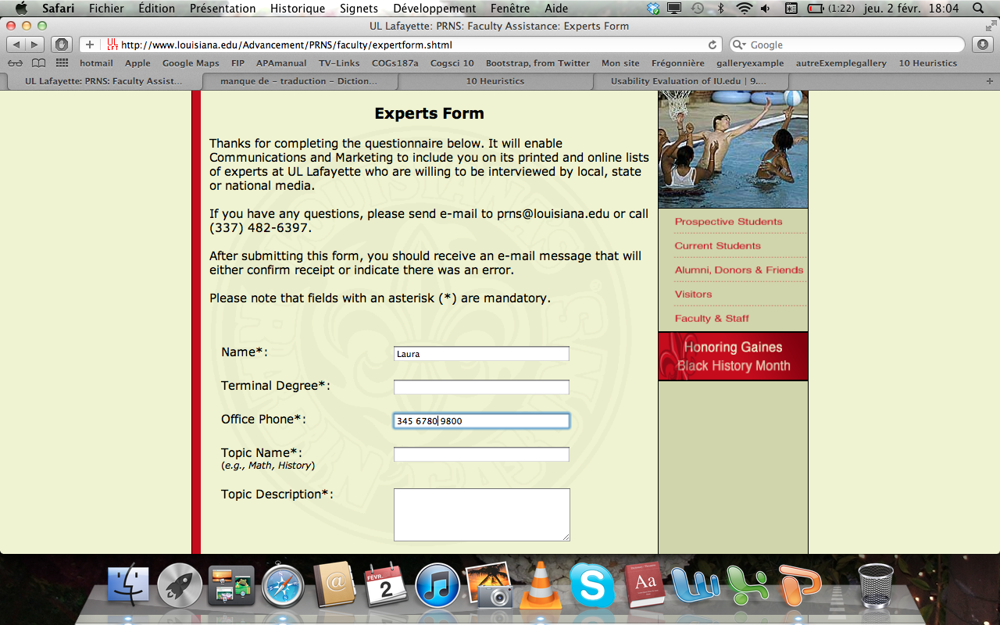 Safari Fichier Édition Présentation Historique Signets Développement Fenêtre Aide (1:22) jeu. 2 févr. 18:04
UL Lafayette: PRNS: Faculty Assistance: Experts Form
UL LFT http://www.louisiana.edu/Advancement/PRNS/faculty/expertform.shtml Google
hotmail Apple Google Maps FIP APAmanual TV-Links COGs187a Cogsci 10 Bootstrap, from Twitter Mon site Frégonnière galleryexample autreExemplegallery 10 Heuristics
UL Lafayette: PRNS: Faculty Assist... manque de – traduction – Diction... 10 Heuristics Usability Evaluation of IU.edu | 9....
Experts Form
Thanks for completing the questionnaire below. It will enable
Communications and Marketing to include you on its printed and online lists
of experts at UL Lafayette who are willing to be interviewed by local, state
or national media.
If you have any questions, please send e-mail to prns@louisiana.edu or call
(337) 482-6397.
After submitting this form, you should receive an e-mail message that will
either confirm receipt or indicate there was an error.
Please note that fields with an asterisk (*) are mandatory.
Name*: Laura
Terminal Degree*:
Office Phone*: 345 6780 9800
Topic Name*:
(e.g., Math, History)
Topic Description*:
Prospective Students
Current Students
Alumni, Donors & Friends
Visitors
Faculty & Staff
Honoring Gaines
Black History Month
FÉVR.
2
Aa